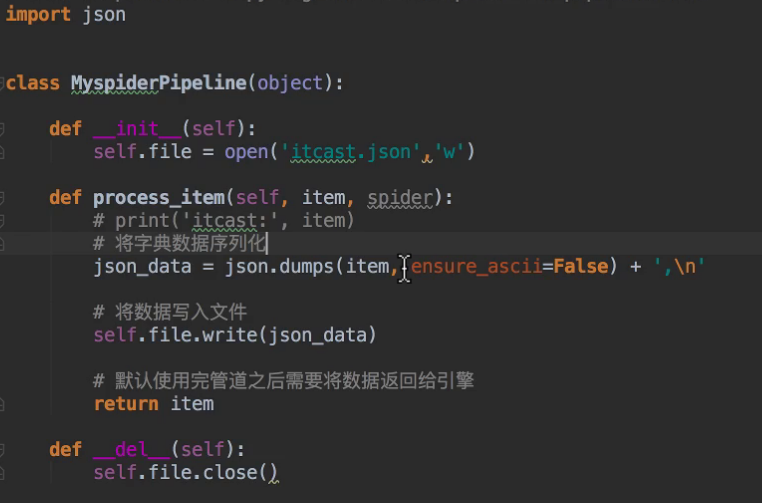 import json
class MyspiderPipeline(object):
def __init__(self):
self.file = open('itcast.json','w')
def process_item(self, item, spider):
# print('itcast:', item)
# 将字典数据序列化
json_data = json.dumps(item, ensure_ascii=False) + ',\n'
# 将数据写入文件
self.file.write(json_data)
# 默认使用完管道之后需要将数据返回给引擎
return item
def __del__(self):
self.file.close()